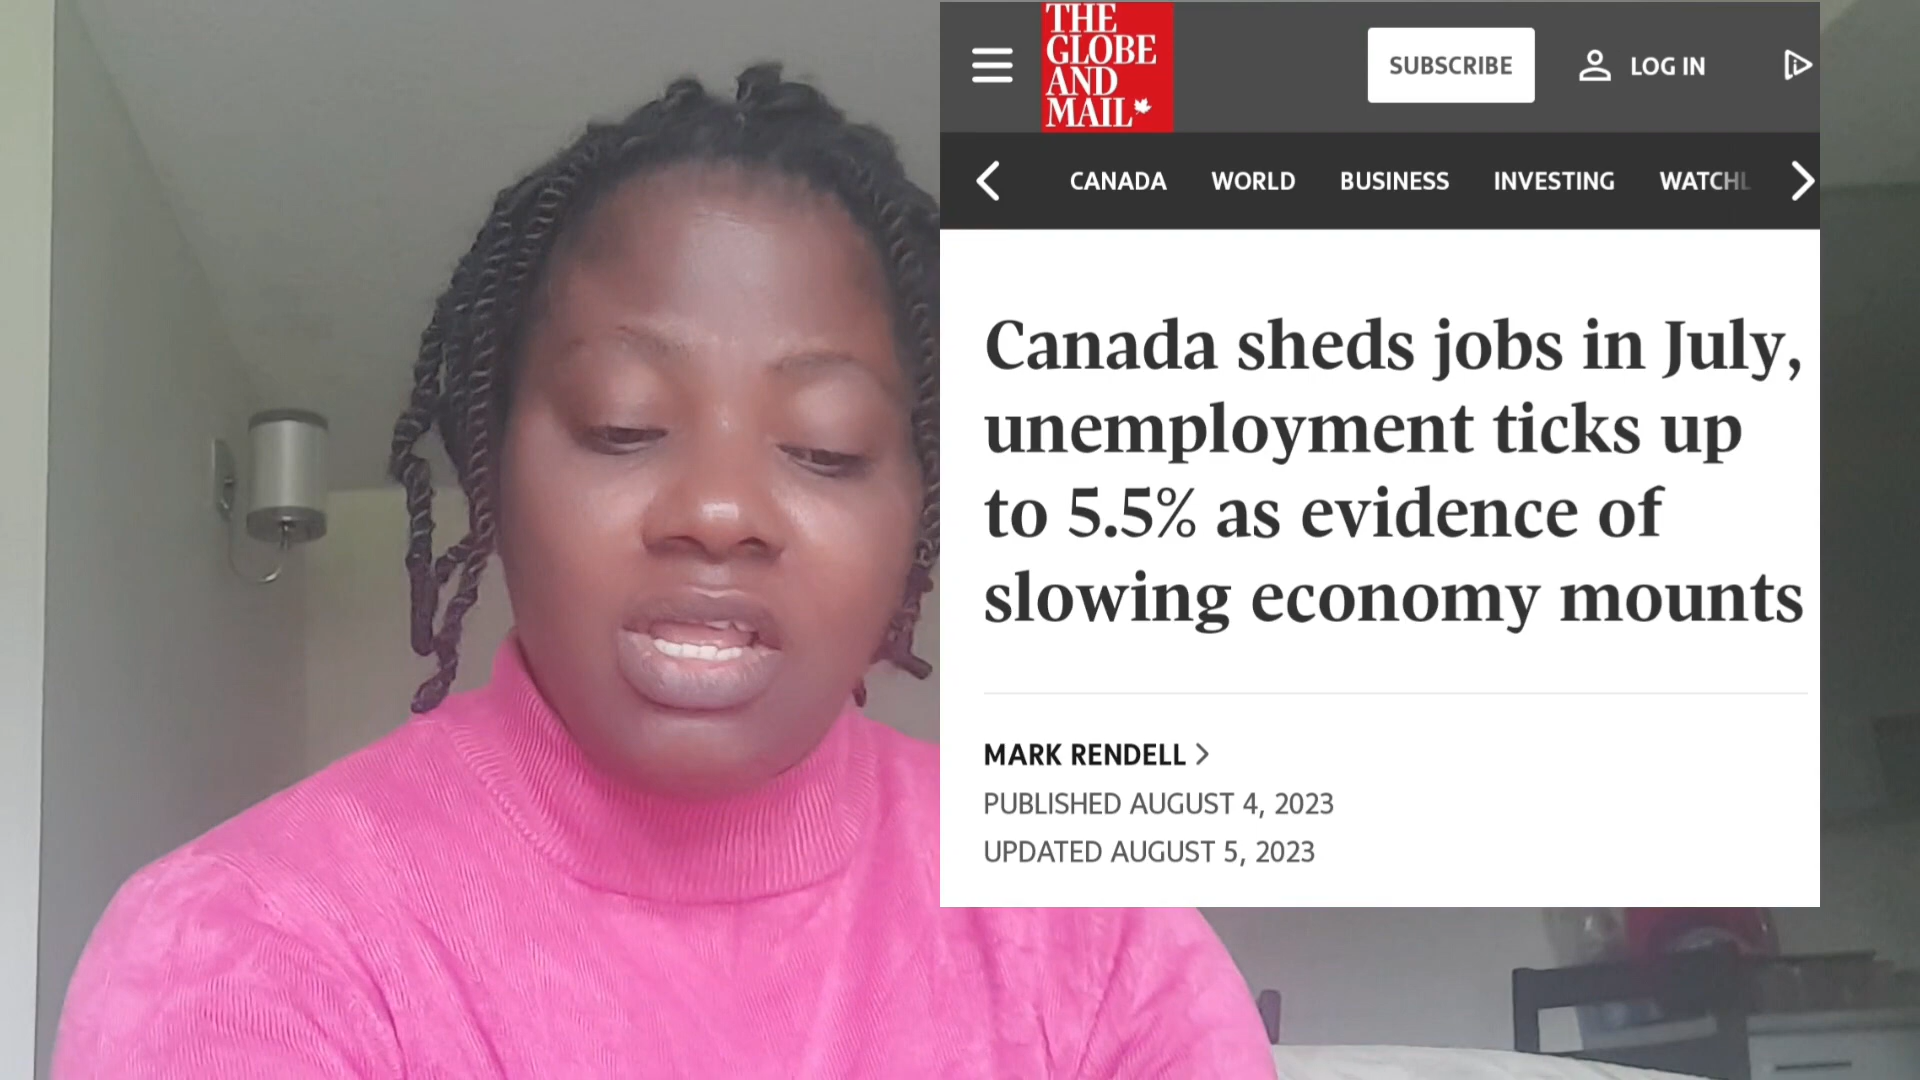 THE
GLOBE
AND
MAIL
SUBSCRIBE
LOG IN
CANADA WORLD BUSINESS INVESTING WATCHL
Canada sheds jobs in July,
unemployment ticks up
to 5.5% as evidence of
slowing economy mounts
MARK RENDELL >
PUBLISHED AUGUST 4, 2023
UPDATED AUGUST 5, 2023